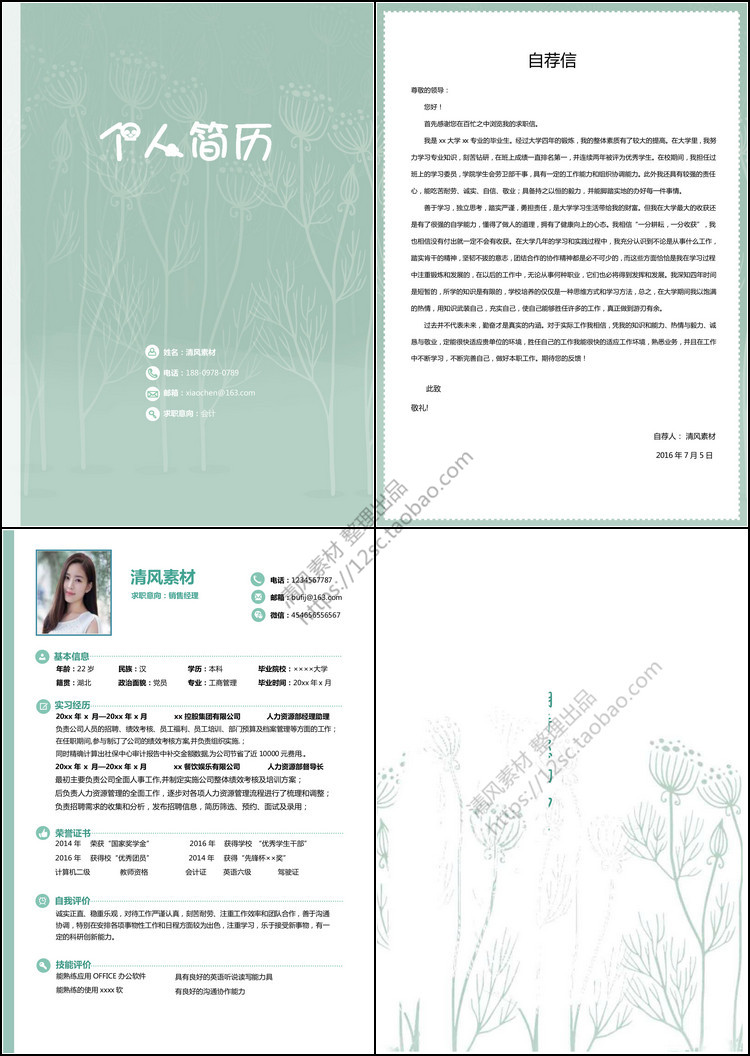 个人简历
姓名：清风素材
电话：188-0978-0789
邮箱：xiaochen@163.com
求职意向：会计
自荐信
尊敬的领导：
您好！
首先感谢您在百忙之中浏览我的求职信。
我是 xx 大学 xx 专业的毕业生。经过大学四年的锻炼，我的整体素质有了较大的提高。在大学里，我努
力学习专业知识，刻苦钻研，在班上成绩一直排名第一，并连续两年被评为优秀学生。在校期间，我担任过
班上的学习委员，学院学生会劳卫部干事，具有一定的工作能力和组织协调能力。此外我还具有较强的责任
心，能吃苦耐劳、诚实、自信、敬业；具备持之以恒的毅力，并能脚踏实地的办好每一件事情。
善于学习，独立思考，踏实严谨，勇担责任，是大学学习生活带给我的财富。但我在大学最大的收获还
是有了很强的自学能力，懂得了做人的道理，拥有了健康向上的心态。我相信“一分耕耘，一分收获”，我
也相信没有付出就一定不会有收获。在大学几年的学习和实践过程中，我充分认识到不论是从事什么工作，
踏实肯干的精神，坚韧不拔的意志，团结合作的协作精神都是必不可少的，而这些方面恰恰是我在学习过程
中注重锻炼和发展的，在以后的工作中，无论从事何种职业，它们也必将得到发挥和发展。我深知四年时间
是短暂的，所学的知识是有限的，学校培养的仅仅是一种思维方式和学习方法，总之，在大学期间我以饱满
的热情，用知识武装自己，充实自己，使自己能够胜任许多的工作，真正做到游刃有余。
过去并不代表未来，勤奋才是真实的内涵。对于实际工作我相信，凭我的知识和能力、热情与毅力、诚
恳与敬业，定能很快适应贵单位的环境，胜任自己的工作我能很快的适应工作环境，熟悉业务，并且在工作
中不断学习，不断完善自己，做好本职工作。期待您的反馈！
此致
敬礼!
自荐人： 清风素材
2016 年 7 月 5 日
清风素材
求职意向：销售经理
电话：1234567787
邮箱：bufij@163.com
微信：454656556567
基本信息
年龄：22 岁 民族：汉 学历：本科 毕业院校：××××大学
籍贯：湖北 政治面貌：党员 专业：工商管理 毕业时间：20xx 年 x 月
实习经历
20xx 年 x 月—20xx 年 x 月 xx 控股集团有限公司 人力资源部经理助理
负责公司人员的招聘、绩效考核、员工福利、员工培训、部门预算及档案管理等方面的工作；
在任职期间,参与制订了公司的绩效考核方案,并负责组织实施.；
同时精确计算出社保中心审计报告中补交金额数据,为公司节省了近 10000 元费用.。
20xx 年 x 月—20xx 年 x 月 xx 餐饮娱乐有限公司 人力资源部督导长
最初主要负责公司全面人事工作,并制定实施公司整体绩效考核及培训方案；
后负责人力资源管理的全面工作，逐步对各项人力资源管理流程进行了梳理和调整；
负责招聘需求的收集和分析，发布招聘信息，简历筛选、预约、面试及录用；
荣誉证书
2014 年 荣获“国家奖学金” 2016 年 获得学校 “优秀学生干部”
2016 年 获得校“优秀团员” 2014 年 获得“先锋杯××奖”
计算机二级 教师资格 会计证 英语六级 驾驶证
自我评价
诚实正直、稳重乐观，对待工作严谨认真，刻苦耐劳、注重工作效率和团队合作，善于沟通
协调，特别在安排各项事物性工作和日程方面较为出色，注重学习，乐于接受新事物，有一
定的科研创新能力。
技能评价
能熟练应用 OFFICE 办公软件 具有良好的英语听说读写能力具
能熟练的使用 xxxx 软 有良好的沟通协作能力
清风素材 整理出品
https://12sc.taobao.com
清风素材 整理出品
https://12sc.taobao.com